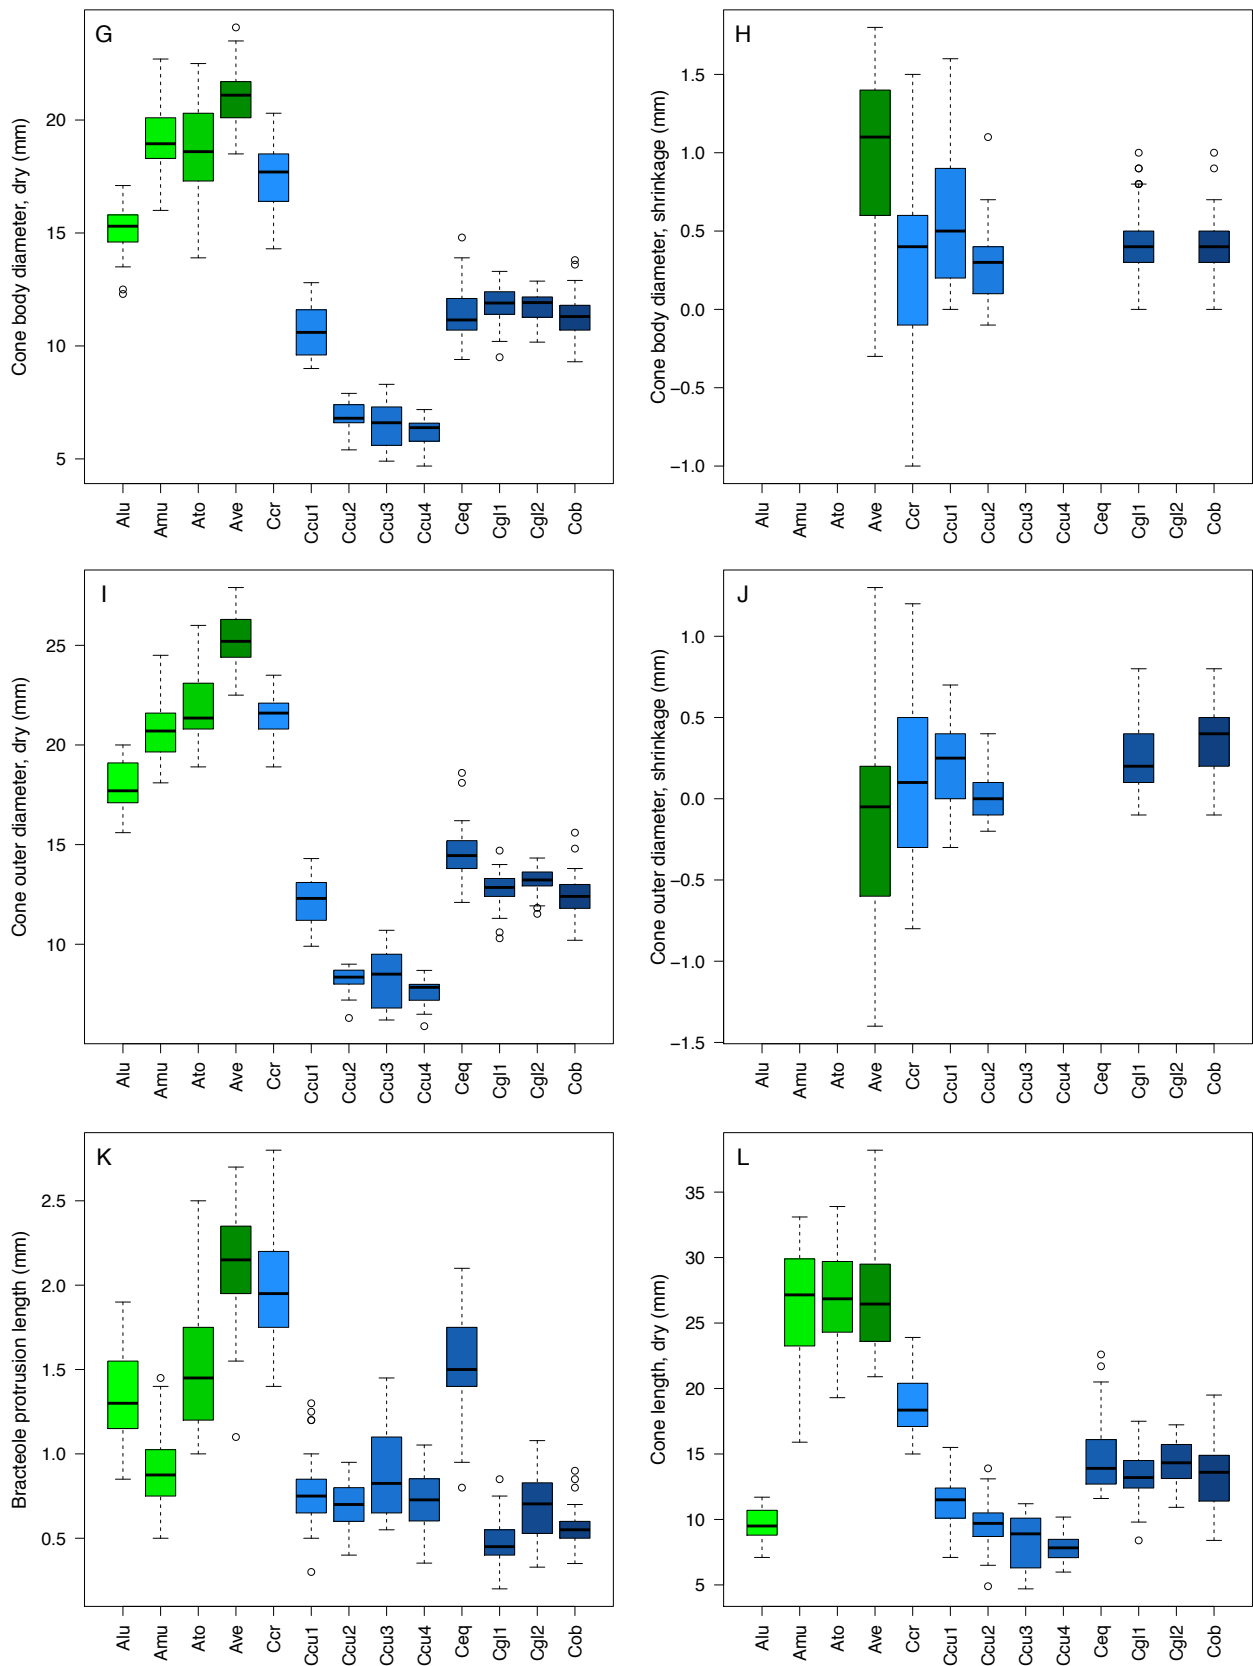 G
Cone body diameter, dry (mm)
20
15
10
5
Alu Amu Ato Ave Ccr Ccu1 Ccu2 Ccu3 Ccu4 Ceq Cgl1 Cgl2 Cob
H
Cone body diameter, shrinkage (mm)
1.5
1.0
0.5
0.0
−0.5
−1.0
Alu Amu Ato Ave Ccr Ccu1 Ccu2 Ccu3 Ccu4 Ceq Cgl1 Cgl2 Cob
I
Cone outer diameter, dry (mm)
25
20
15
10
Alu Amu Ato Ave Ccr Ccu1 Ccu2 Ccu3 Ccu4 Ceq Cgl1 Cgl2 Cob
J
Cone outer diameter, shrinkage (mm)
1.0
0.5
0.0
−0.5
−1.0
−1.5
Alu Amu Ato Ave Ccr Ccu1 Ccu2 Ccu3 Ccu4 Ceq Cgl1 Cgl2 Cob
K
Bracteole protrusion length (mm)
2.5
2.0
1.5
1.0
0.5
Alu Amu Ato Ave Ccr Ccu1 Ccu2 Ccu3 Ccu4 Ceq Cgl1 Cgl2 Cob
L
Cone length, dry (mm)
35
30
25
20
15
10
5
Alu Amu Ato Ave Ccr Ccu1 Ccu2 Ccu3 Ccu4 Ceq Cgl1 Cgl2 Cob